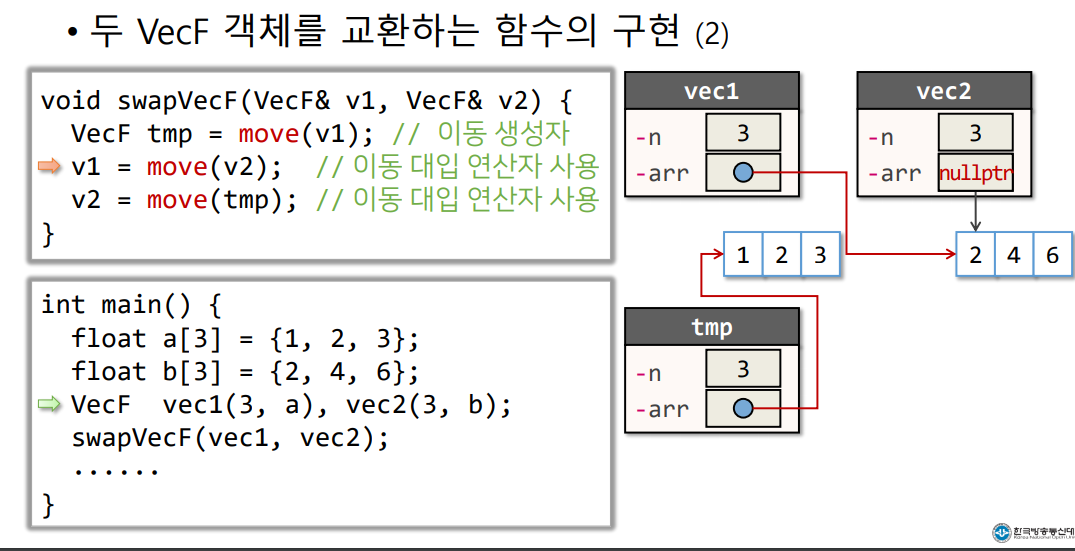 • 두 VecF 객체를 교환하는 함수의 구현 (2)
void swapVecF(VecF& v1, VecF& v2) {
VecF tmp = move(v1); // 이동 생성자
v1 = move(v2); // 이동 대입 연산자 사용
v2 = move(tmp); // 이동 대입 연산자 사용
}
int main() {
float a[3] = {1, 2, 3};
float b[3] = {2, 4, 6};
VecF vec1(3, a), vec2(3, b);
swapVecF(vec1, vec2);
......
}
vec1
-n 3
-arr
vec2
-n 3
-arr nullptr
1 2 3
2 4 6
tmp
-n 3
-arr
한국방송통신대